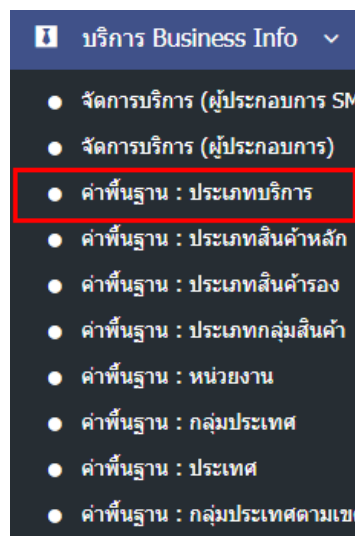 บริการ Business Info
จัดการบริการ (ผู้ประกอบการ SM
จัดการบริการ (ผู้ประกอบการ)
ค่าพื้นฐาน : ประเภทบริการ
ค่าพื้นฐาน : ประเภทสินค้าหลัก
ค่าพื้นฐาน : ประเภทสินค้ารอง
ค่าพื้นฐาน : ประเภทกลุ่มสินค้า
ค่าพื้นฐาน : หน่วยงาน
ค่าพื้นฐาน : กลุ่มประเทศ
ค่าพื้นฐาน : ประเทศ
ค่าพื้นฐาน : กลุ่มประเทศตามเข